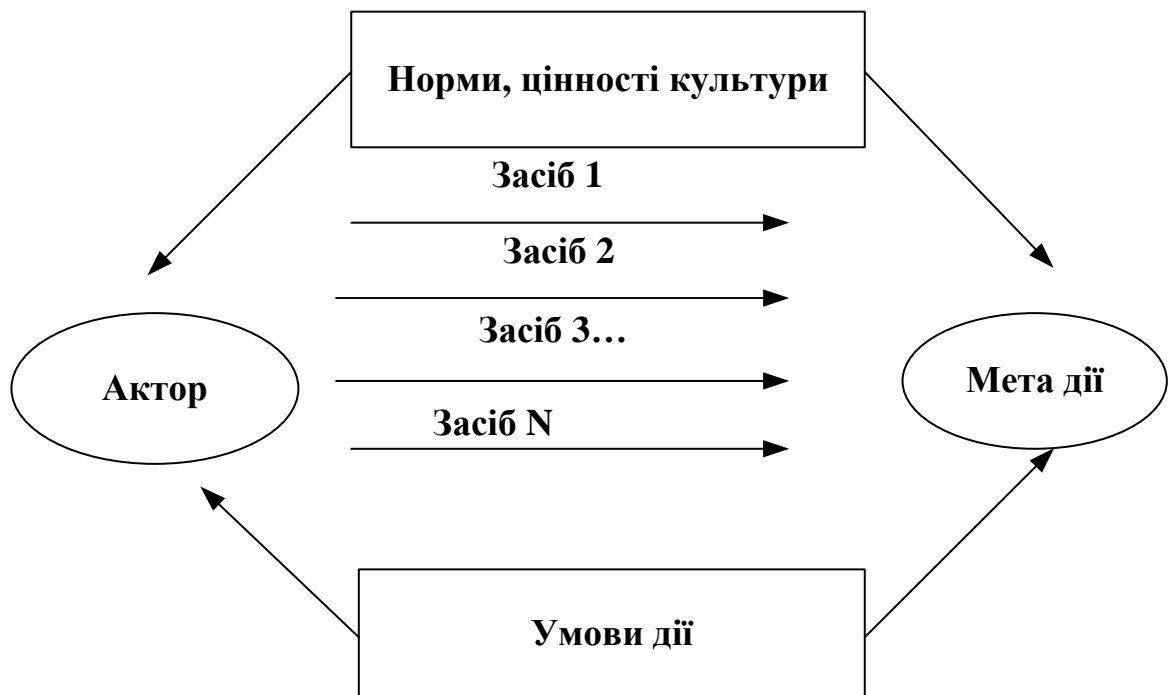 Норми, цінності культури
Засіб 1
Засіб 2
Засіб 3…
Актор
Мета дії
Засіб N
Умови дії